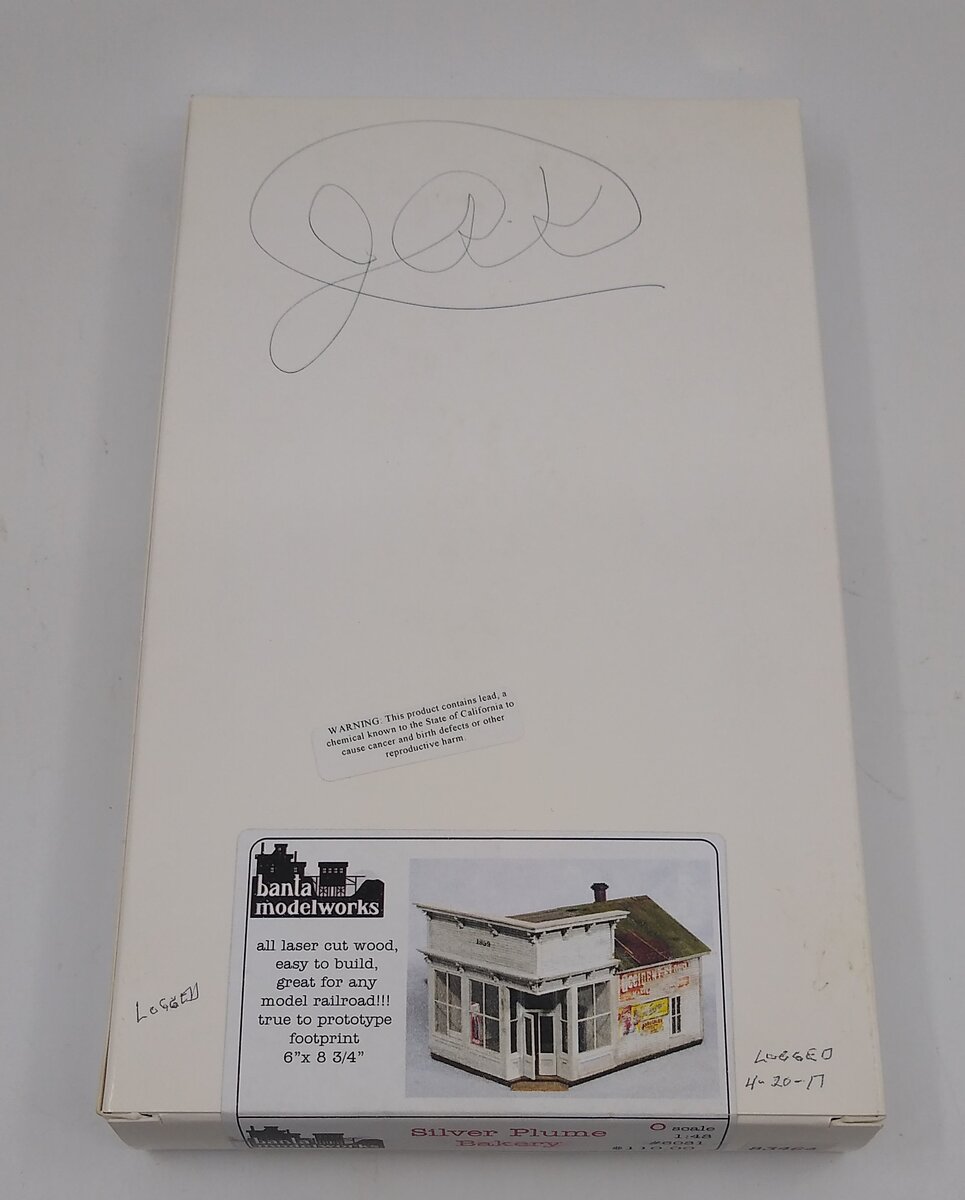 WARNING. This product contains lead, a
chemical known to the State of California to
cause cancer and birth defects or other
reproductive harm.
banta
modelworks
all laser cut wood,
easy to build,
great for any
model railroad!!!
true to prototype
footprint
6"x 8 3/4"
LOGGED
LOGGED
4-20-17
banta
modelworks
Silver Plume
Bakery
O scale
1:48